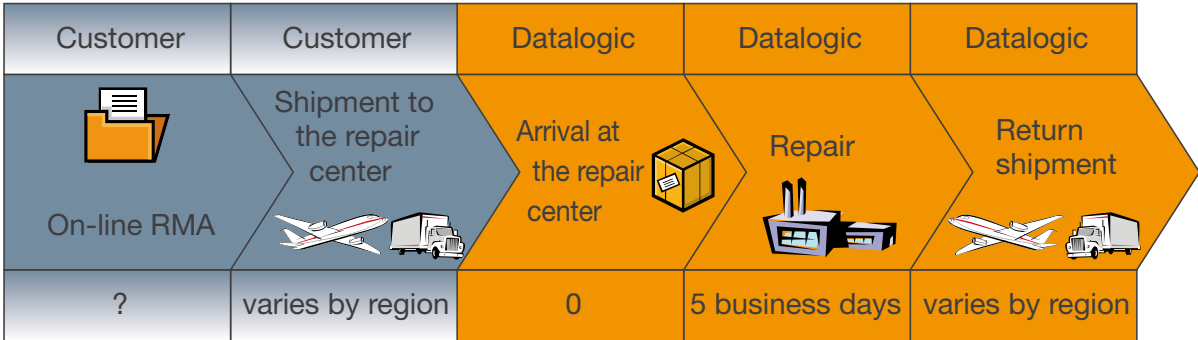 Customer
Customer
Datalogic
Datalogic
Datalogic
On-line RMA
Shipment to
the repair
center
Arrival at
the repair
center
Repair
Return
shipment
?
varies by region
0
5 business days
varies by region